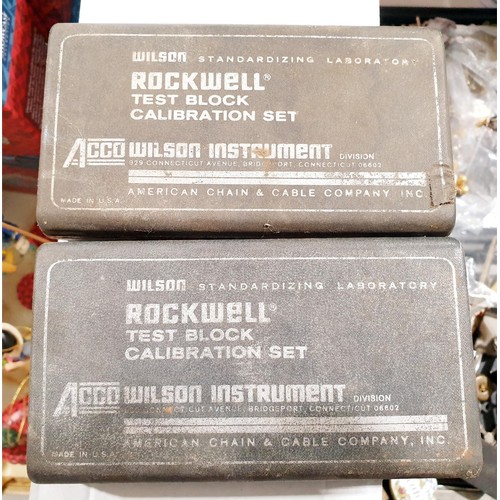 WILSON STANDARDIZING LABORATORY
ROCKWELL®
TEST BLOCK
CALIBRATION SET
ACCO WILSON INSTRUMENT DIVISION
929 CONNECTICUT AVENUE, BRIDGEPORT, CONNECTICUT 06602
MADE IN U.S.A.
AMERICAN CHAIN & CABLE COMPANY, INC.
WILSON STANDARDIZING LABORATORY
ROCKWELL®
TEST BLOCK
CALIBRATION SET
ACCO WILSON INSTRUMENT DIVISION
CONNECTICUT AVENUE, BRIDGEPORT, CONNECTICUT 06602
AMERICAN CHAIN & CABLE COMPANY, INC.
MADE IN U.S.A.